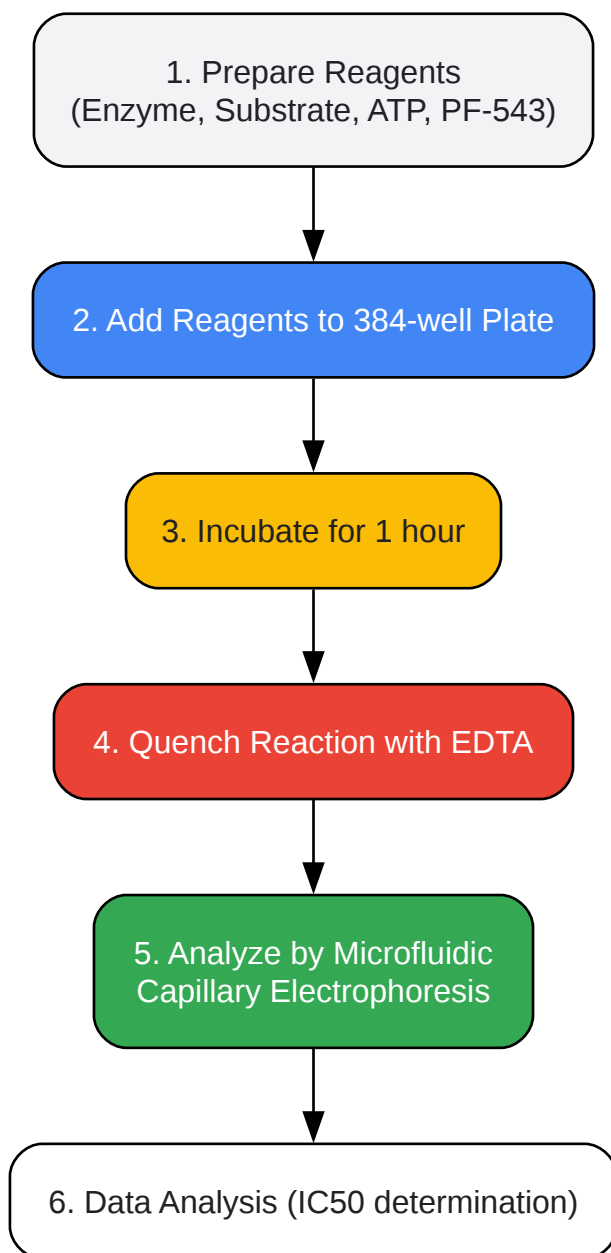 1. Prepare Reagents
(Enzyme, Substrate, ATP, PF-543)
2. Add Reagents to 384-well Plate
3. Incubate for 1 hour
4. Quench Reaction with EDTA
5. Analyze by Microfluidic
Capillary Electrophoresis
6. Data Analysis (IC50 determination)